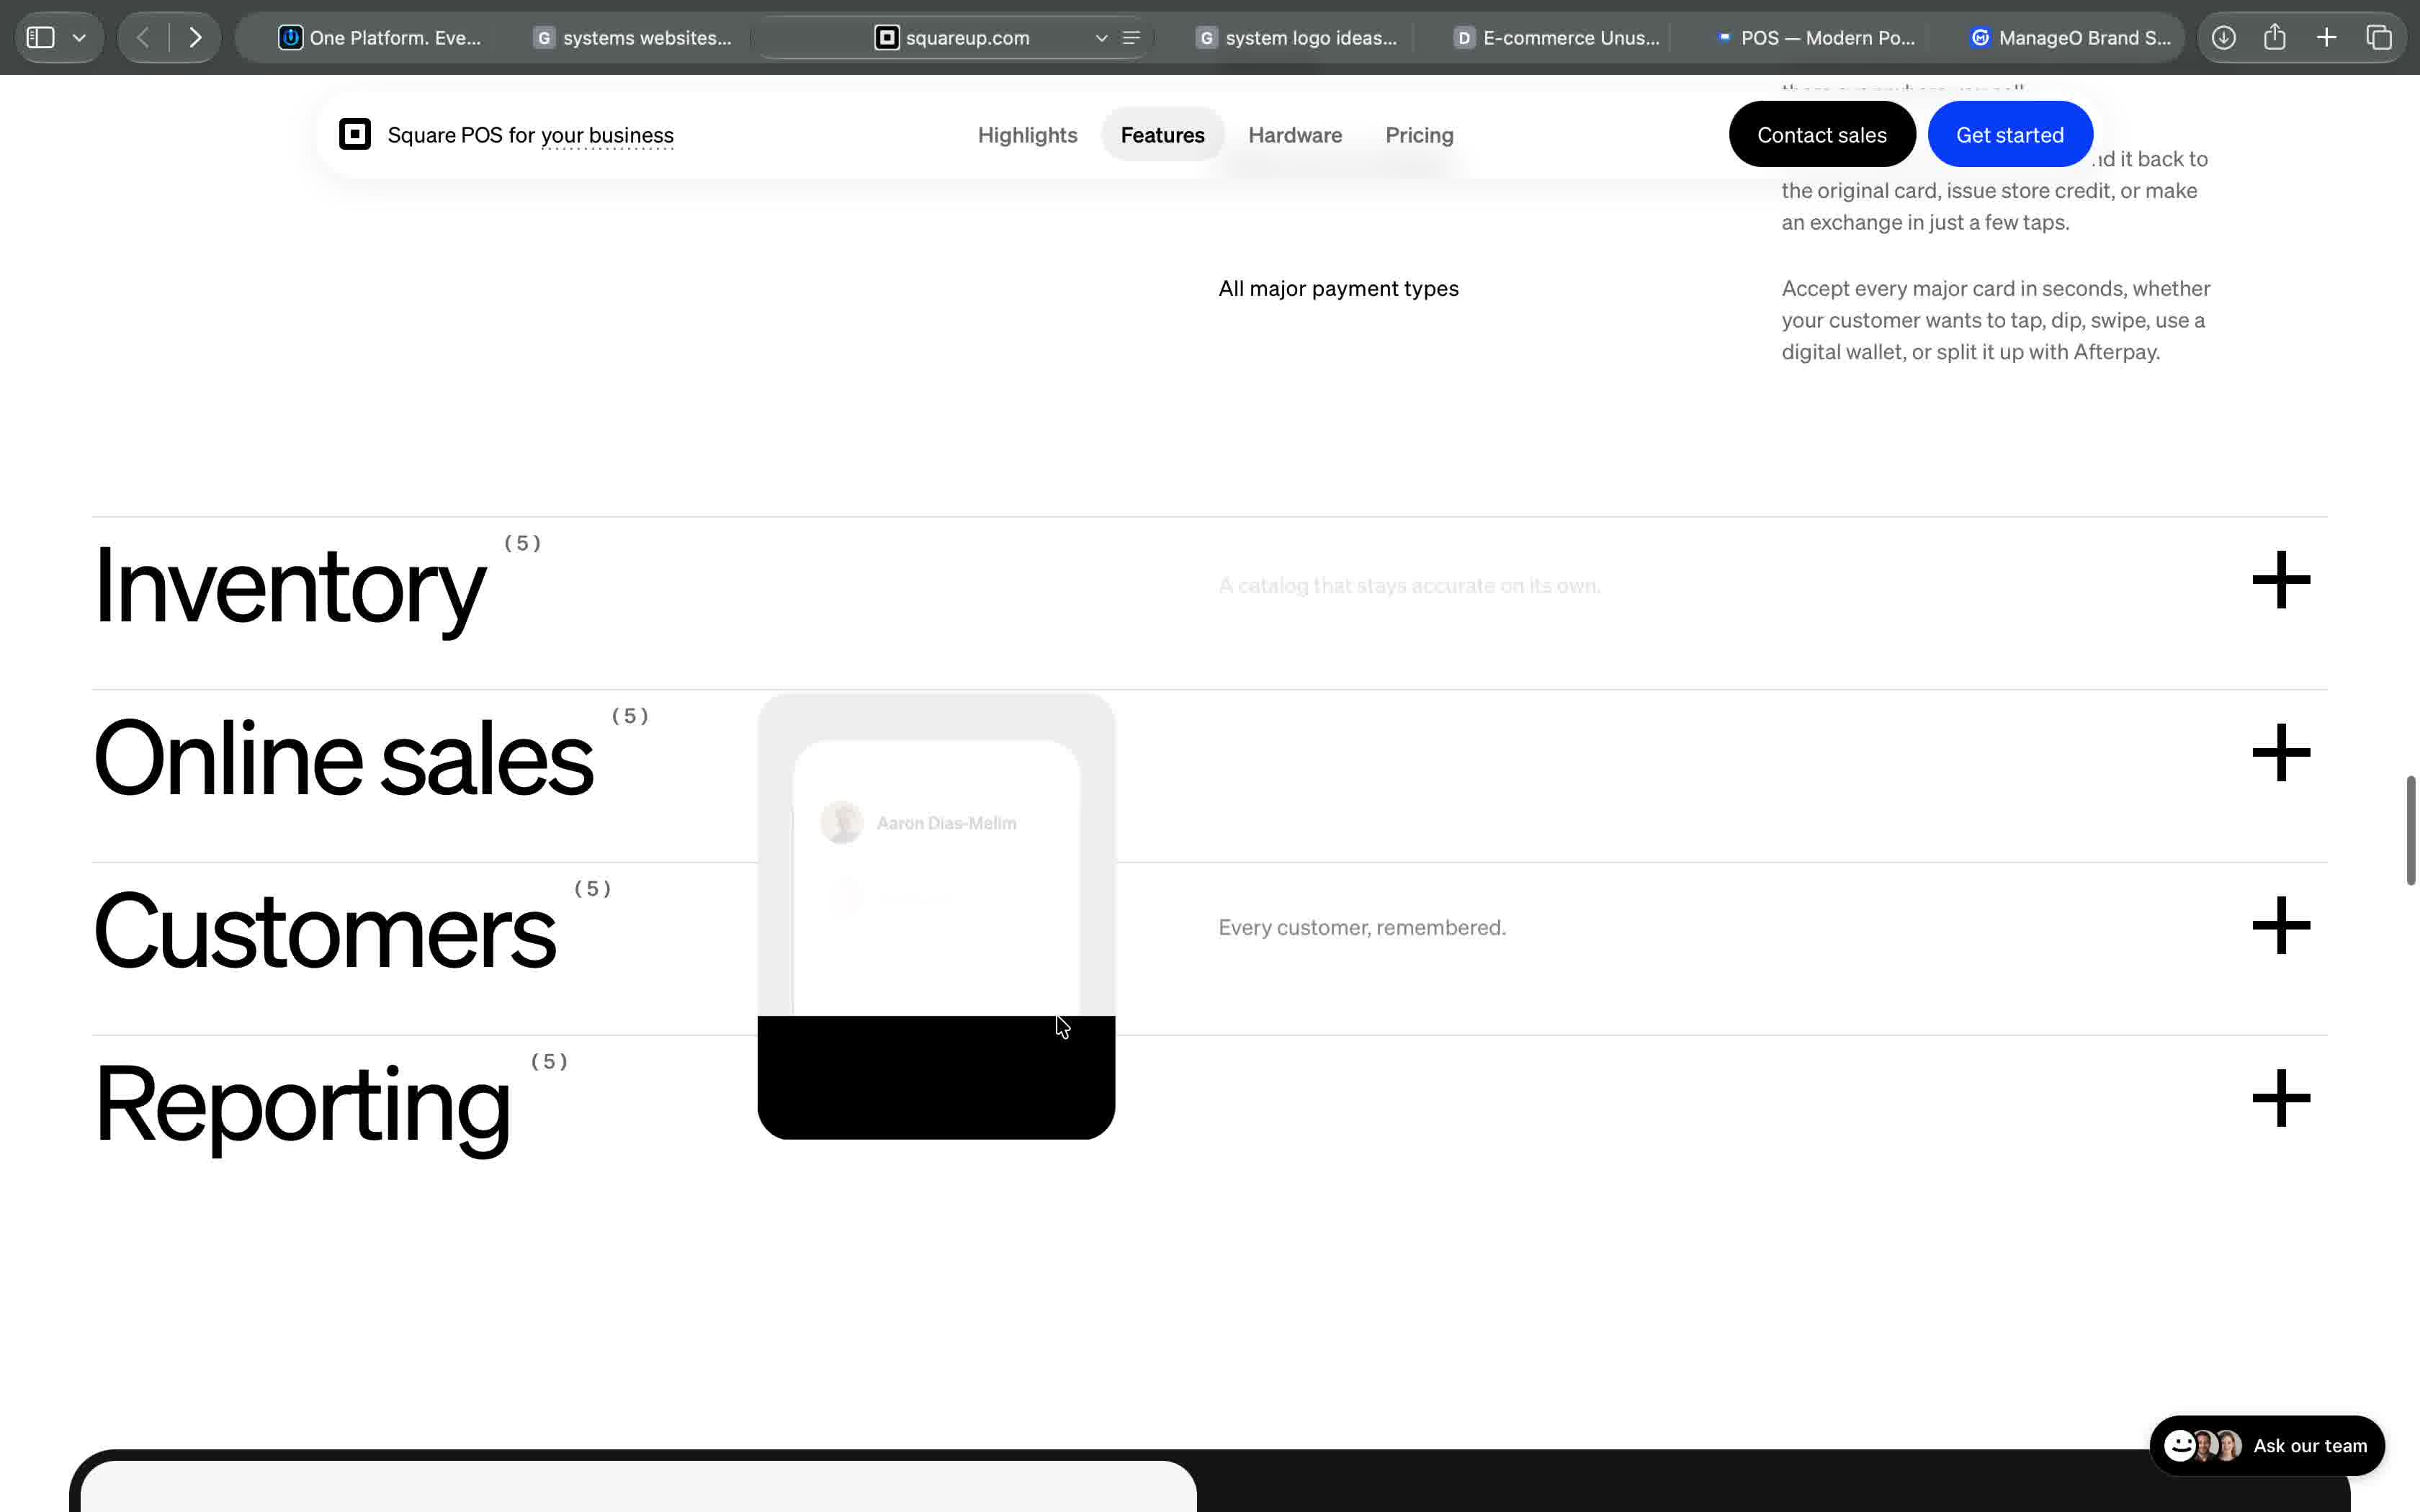 One Platform. Eve...
G systems websites...
squareup.com
G system logo ideas...
D E-commerce Unus...
POS — Modern Po...
ManageO Brand S...
Square POS for your business
Highlights
Features
Hardware
Pricing
Contact sales
Get started
it back to
the original card, issue store credit, or make
an exchange in just a few taps.
All major payment types
Accept every major card in seconds, whether
your customer wants to tap, dip, swipe, use a
digital wallet, or split it up with Afterpay.
Inventory (5)
A catalog that stays accurate on its own.
Online sales (5)
Aaron Dias-Melim
Customers (5)
Every customer, remembered.
Reporting (5)
Ask our team